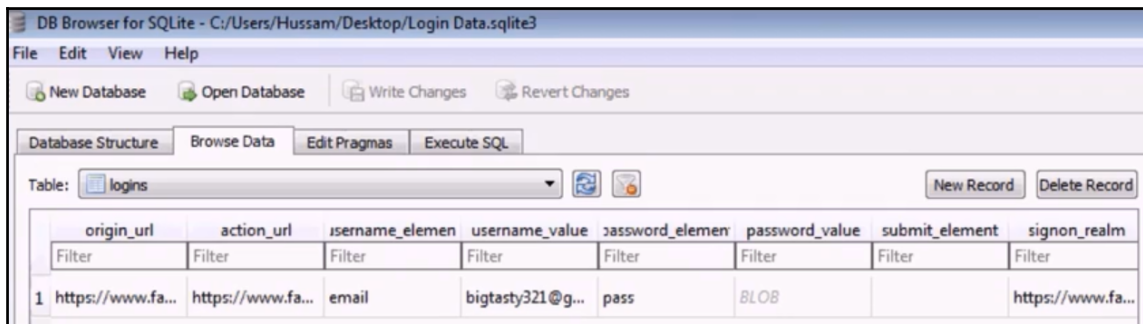 DB Browser for SQLite - C:/Users/Hussam/Desktop/Login Data.sqlite3
File Edit View Help
New Database Open Database Write Changes Revert Changes
Database Structure Browse Data Edit Pragmas Execute SQL
Table: logins New Record Delete Record
origin_url action_url username_elemen username_value password_elemen password_value submit_element signon_realm
Filter Filter Filter Filter Filter Filter Filter Filter
1 https://www.fa... https://www.fa... email bigtasty321@g... pass BLOB https://www.fa...